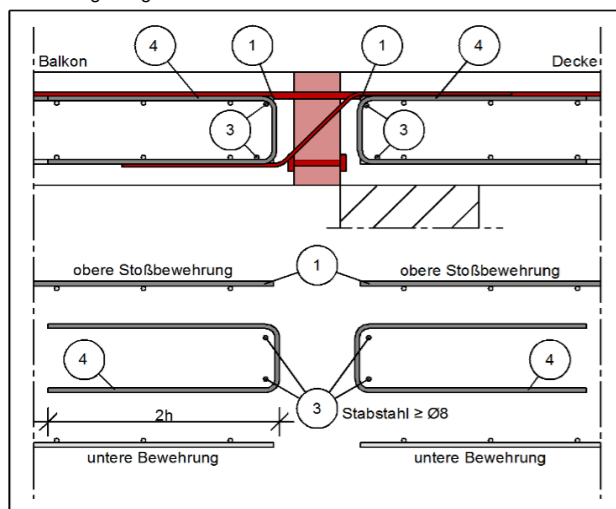 4
1
1
4
Balkon
Decke
3
3
obere Stoßbewehrung
1
obere Stoßbewehrung
4
4
2h
3
Stabstahl ≥ Ø8
untere Bewehrung
untere Bewehrung